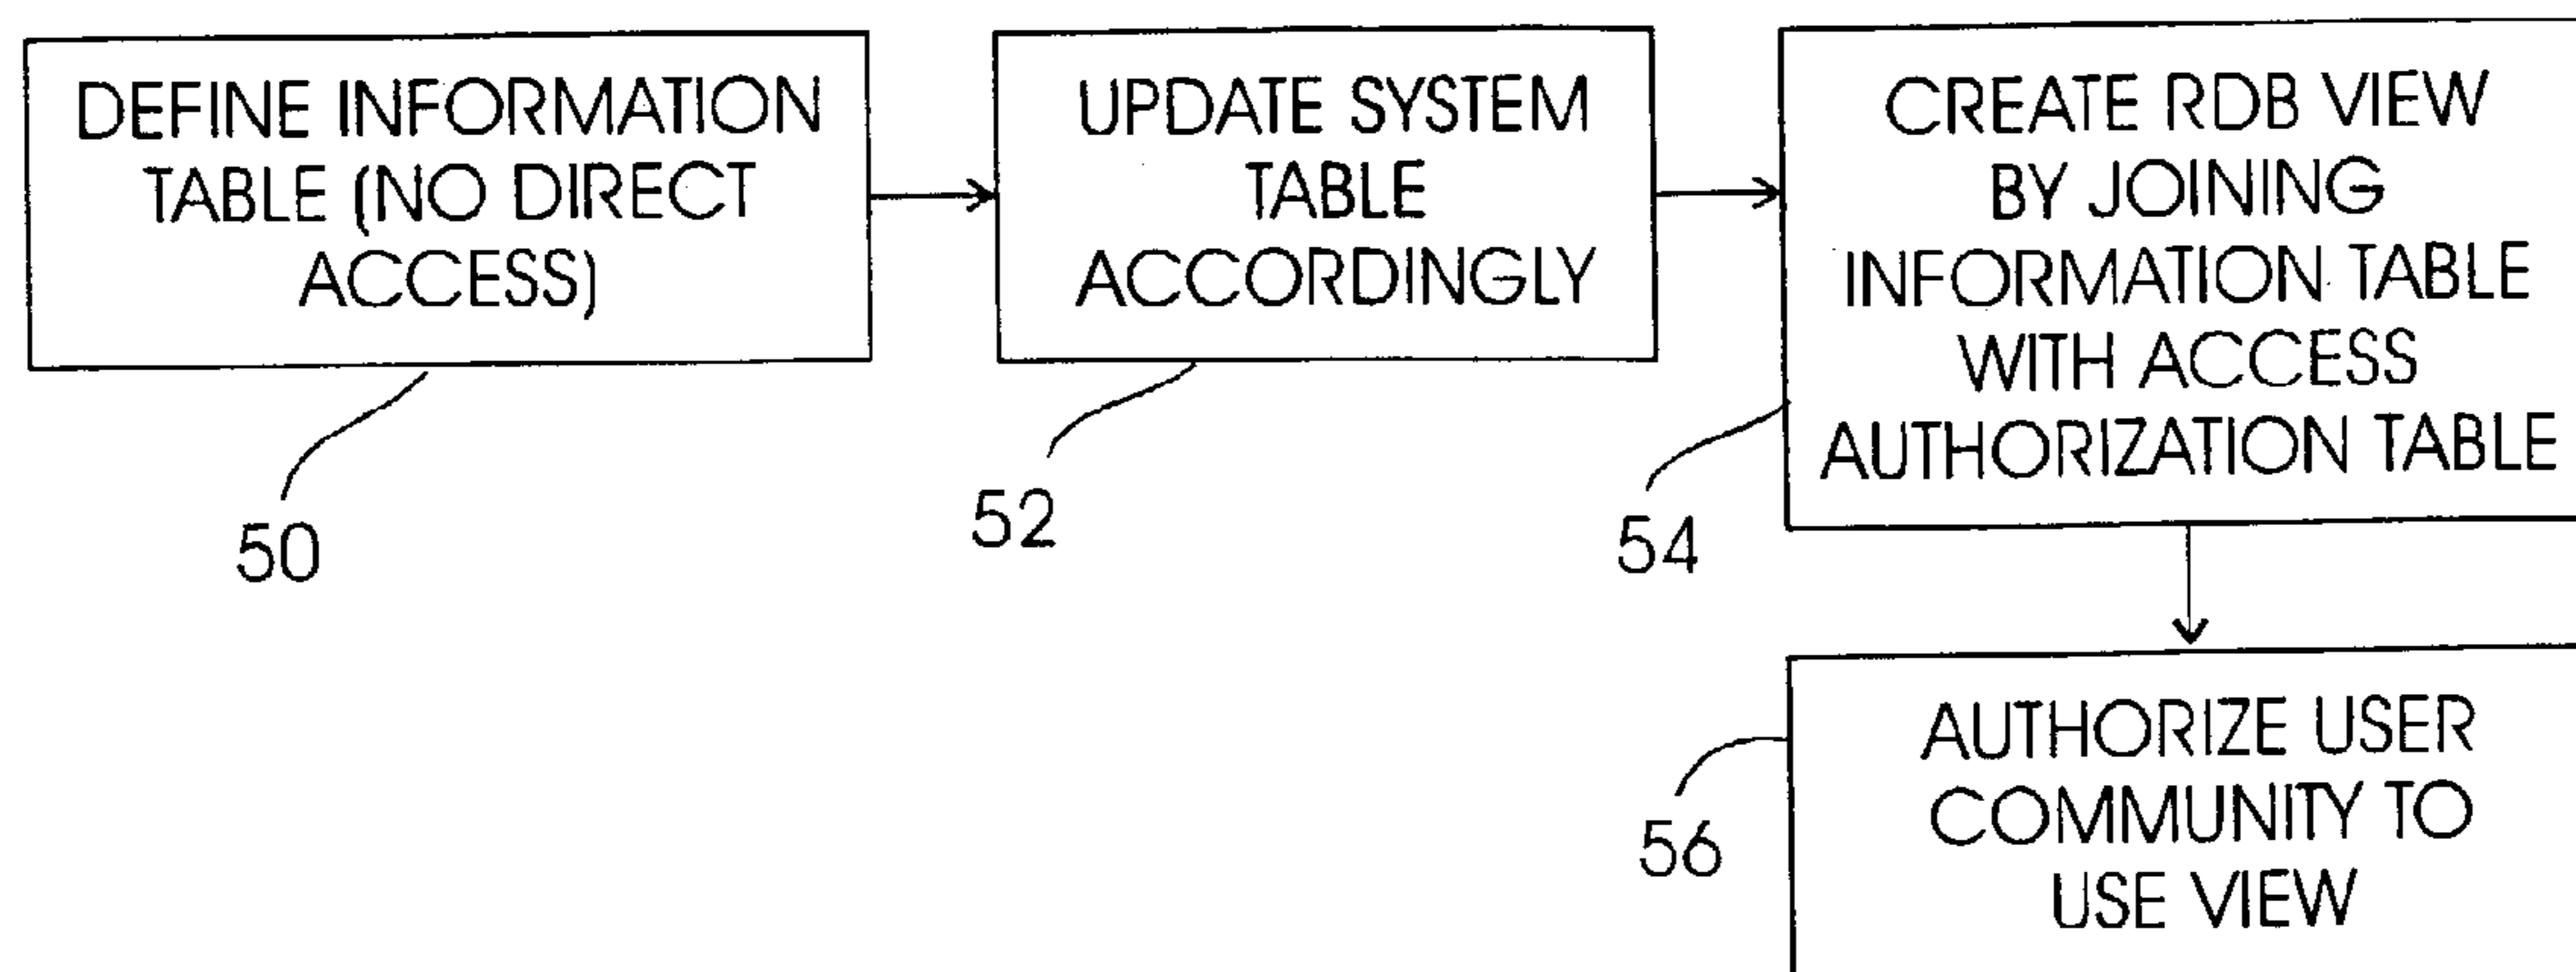 DEFINE INFORMATION
TABLE (NO DIRECT
ACCESS)
50
UPDATE SYSTEM
TABLE
ACCORDINGLY
52
CREATE RDB VIEW
BY JOINING
INFORMATION TABLE
WITH ACCESS
AUTHORIZATION TABLE
54
AUTHORIZE USER
COMMUNITY TO
USE VIEW
56